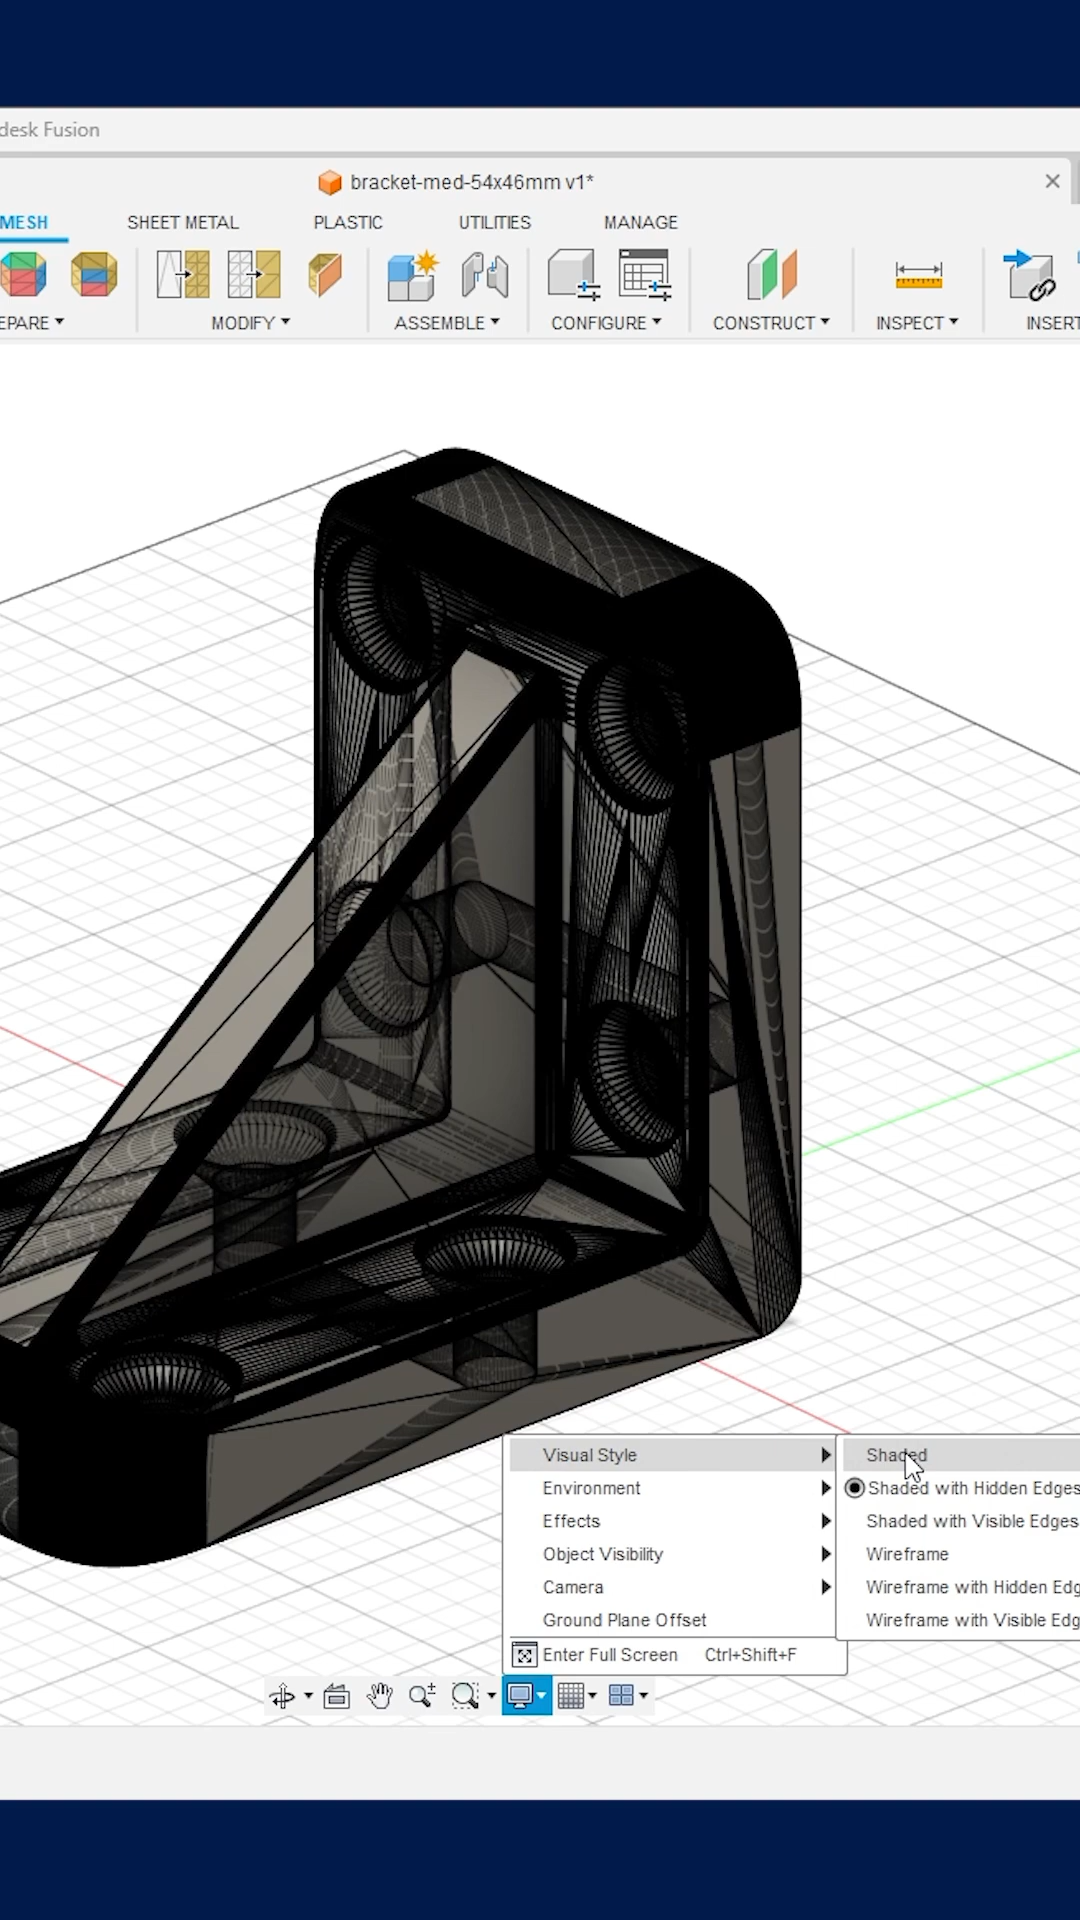 desk Fusion
bracket-med-54x46mm v1*
MESH SHEET METAL PLASTIC UTILITIES MANAGE
EPARE MODIFY ASSEMBLE CONFIGURE CONSTRUCT INSPECT INSERT
Visual Style
Environment
Effects
Object Visibility
Camera
Ground Plane Offset
Enter Full Screen Ctrl+Shift+F
Shaded
Shaded with Hidden Edges
Shaded with Visible Edges
Wireframe
Wireframe with Hidden Edg
Wireframe with Visible Edg